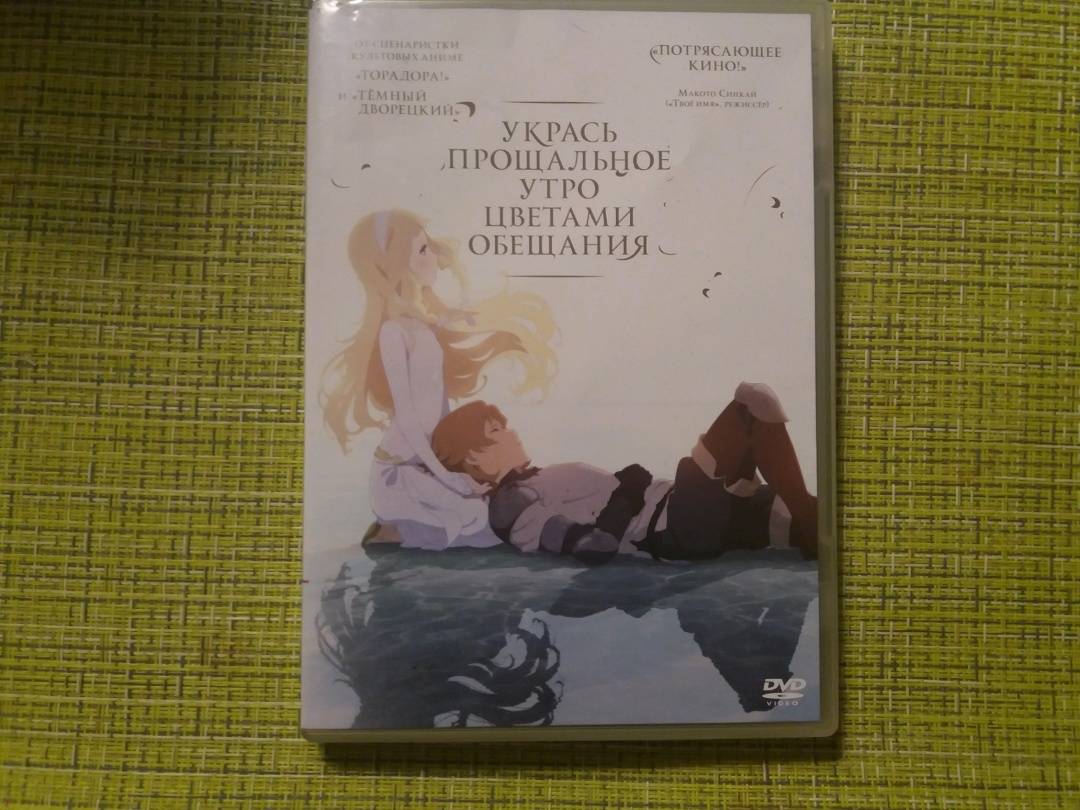 ОТ СЦЕНАРИСТКИ
КУЛЬТОВЫХ АНИМЕ
«ТОРАДОРА!»
И «ТЁМНЫЙ
ДВОРЕЦКИЙ»
«ПОТРЯСАЮЩЕЕ
КИНО!»
МАКОТО СИНКАЙ
(«ТВОЁ ИМЯ», РЕЖИССЁР)
УКРАСЬ
ПРОЩАЛЬНОЕ
УТРО
ЦВЕТАМИ
ОБЕЩАНИЯ
DVD
VIDEO